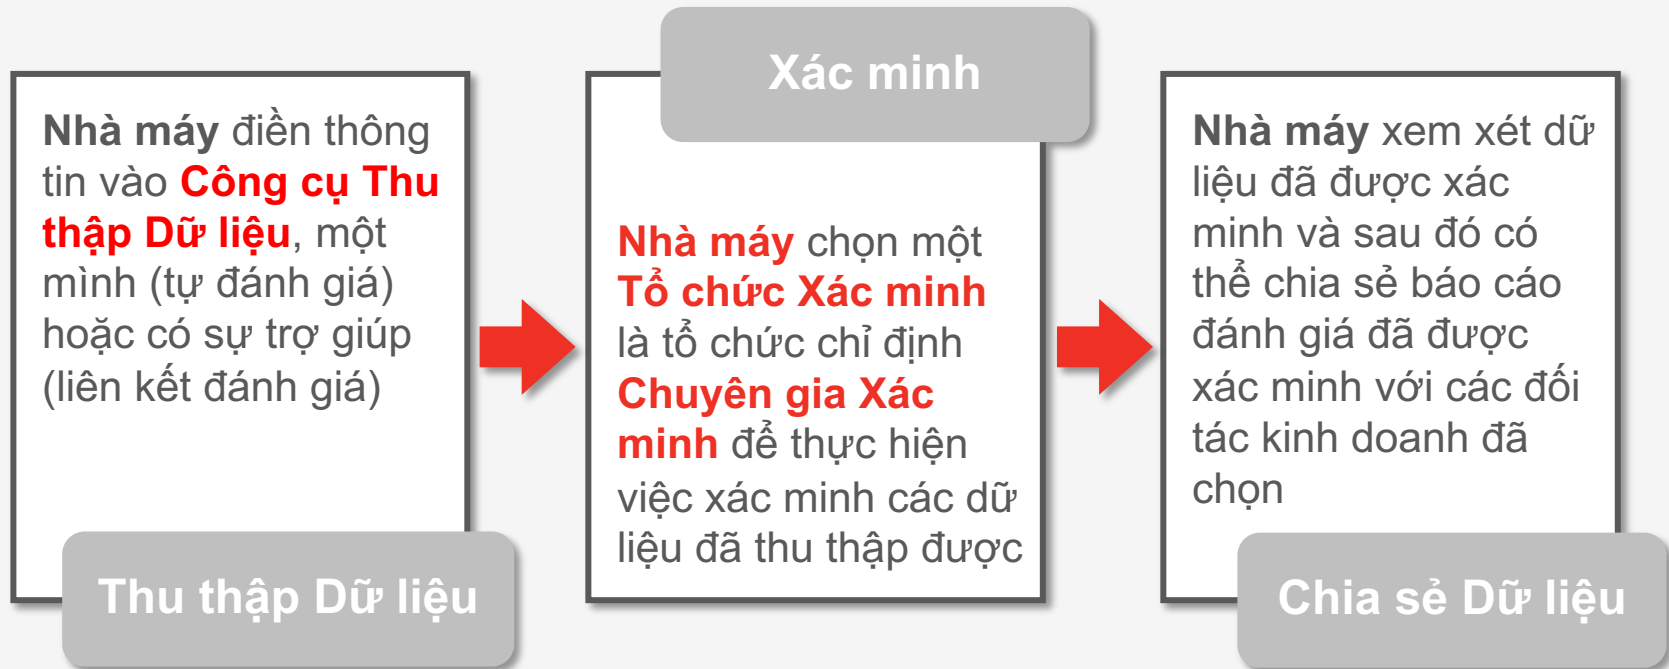 Nhà máy điền thông
tin vào Công cụ Thu
thập Dữ liệu, một
mình (tự đánh giá)
hoặc có sự trợ giúp
(liên kết đánh giá)
Thu thập Dữ liệu
Xác minh
Nhà máy chọn một
Tổ chức Xác minh
là tổ chức chỉ định
Chuyên gia Xác
minh để thực hiện
việc xác minh các dữ
liệu đã thu thập được
Nhà máy xem xét dữ
liệu đã được xác
minh và sau đó có
thể chia sẻ báo cáo
đánh giá đã được
xác minh với các đối
tác kinh doanh đã
chọn
Chia sẻ Dữ liệu